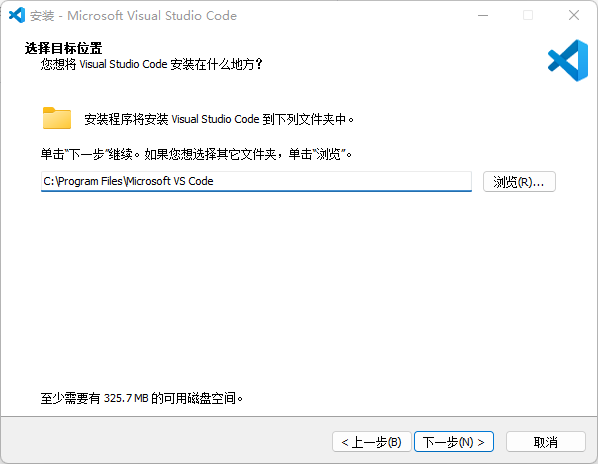 安装 - Microsoft Visual Studio Code
选择目标位置
您想将 Visual Studio Code 安装在什么地方？
安装程序将安装 Visual Studio Code 到下列文件夹中。
单击“下一步”继续。如果您想选择其它文件夹，单击“浏览”。
C:\Program Files\Microsoft VS Code
浏览(R)...
至少需要有 325.7 MB 的可用磁盘空间。
< 上一步(B)
下一步(N) >
取消